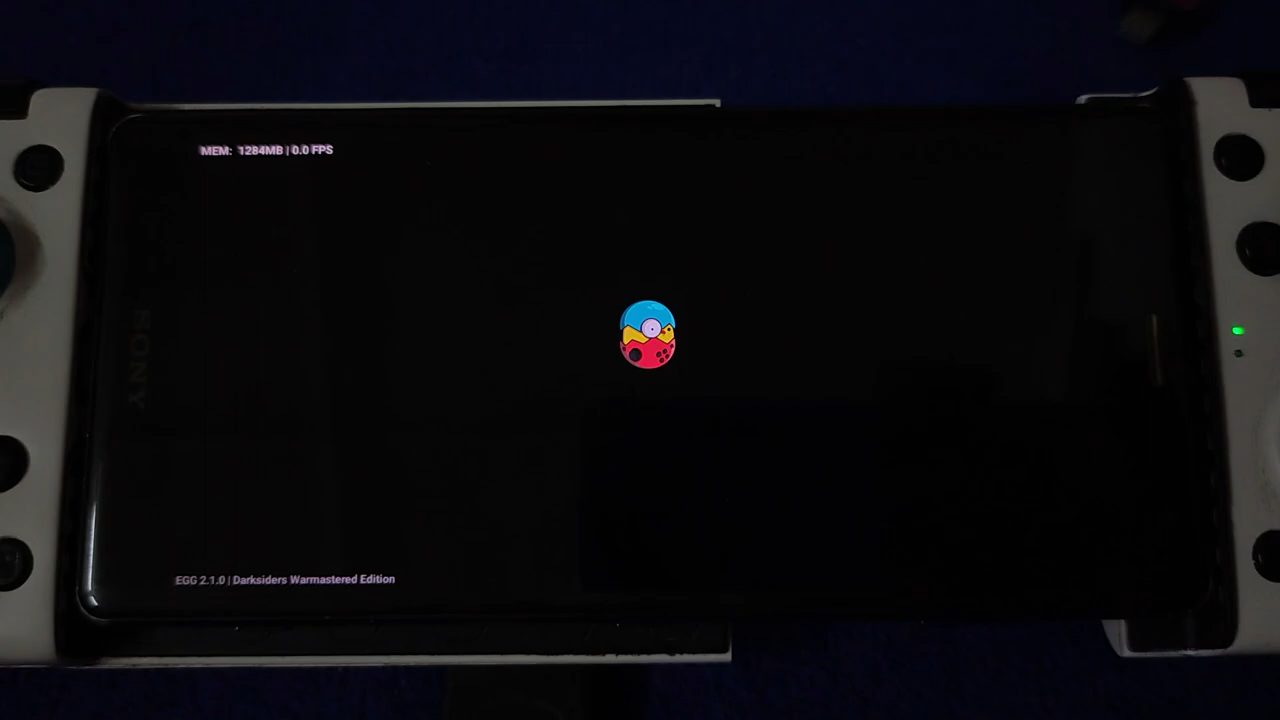 MEM: 1284MB | 0.0 FPS
SONY
EGG 2.1.0 | Darksiders Warmastered Edition